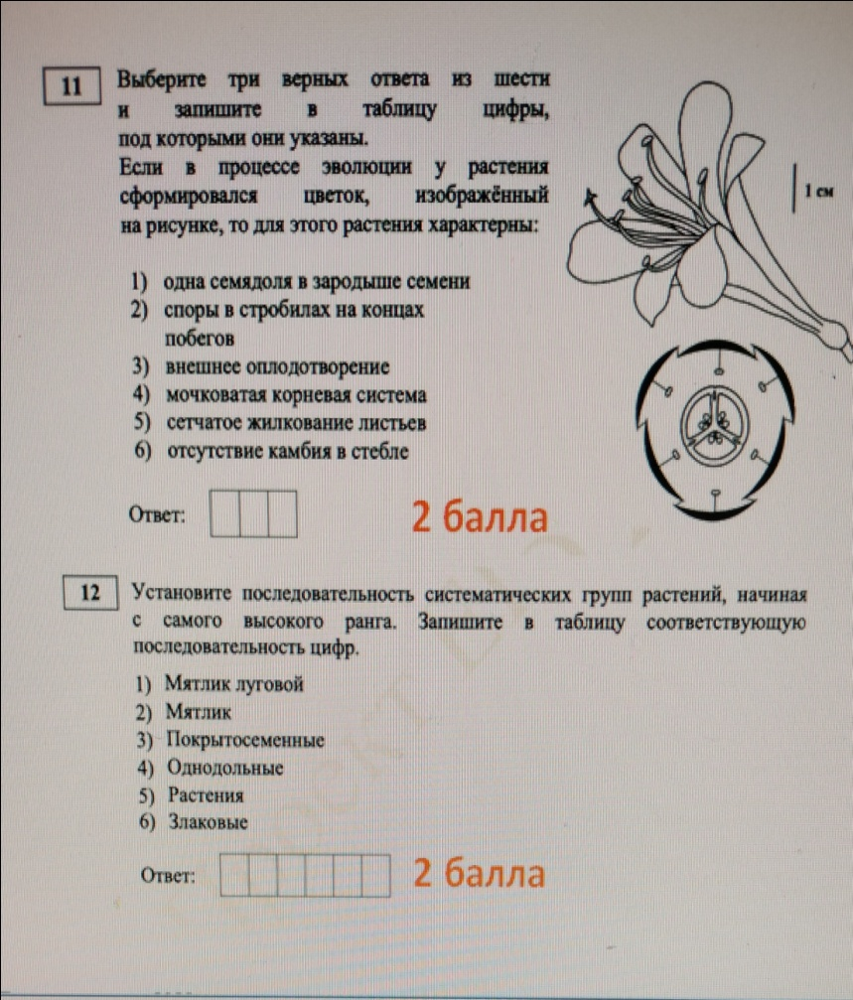 11
Выберите три верных ответа из шести
и запишите в таблицу цифры,
под которыми они указаны.
Если в процессе эволюции у растения
сформировался цветок, изображённый
на рисунке, то для этого растения характерны:
1 см
1) одна семядоля в зародыше семени
2) споры в стробилах на концах
побегов
3) внешнее оплодотворение
4) мочковатая корневая система
5) сетчатое жилкование листьев
6) отсутствие камбия в стебле
Ответ:
2 балла
12
Установите последовательность систематических групп растений, начиная
с самого высокого ранга. Запишите в таблицу соответствующую
последовательность цифр.
1) Мятлик луговой
2) Мятлик
3) Покрытосеменные
4) Однодольные
5) Растения
6) Злаковые
Ответ:
2 балла